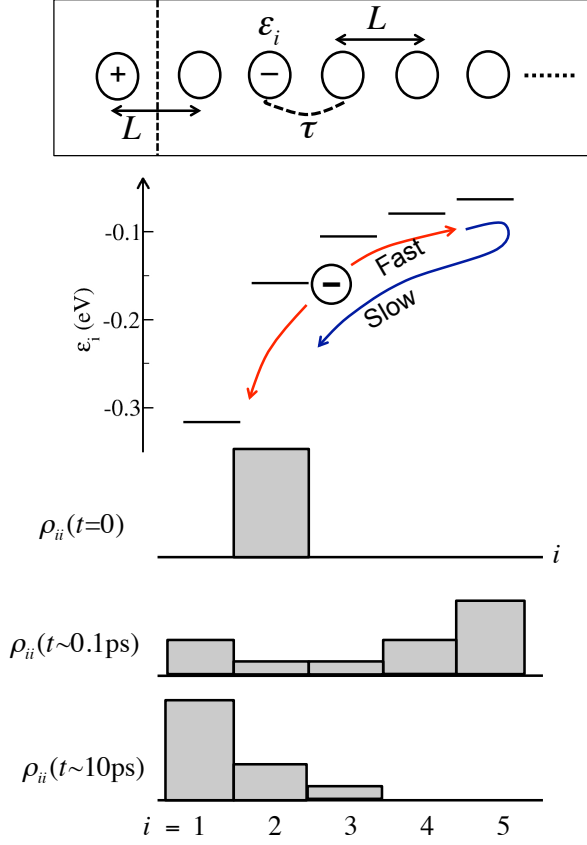 ε_i
L
+
−
L
τ
-0.1
-0.2
-0.3
ε_i (eV)
Fast
Slow
−
ρ_ii(t=0)
i
ρ_ii(t~0.1ps)
ρ_ii(t~10ps)
i = 1 2 3 4 5